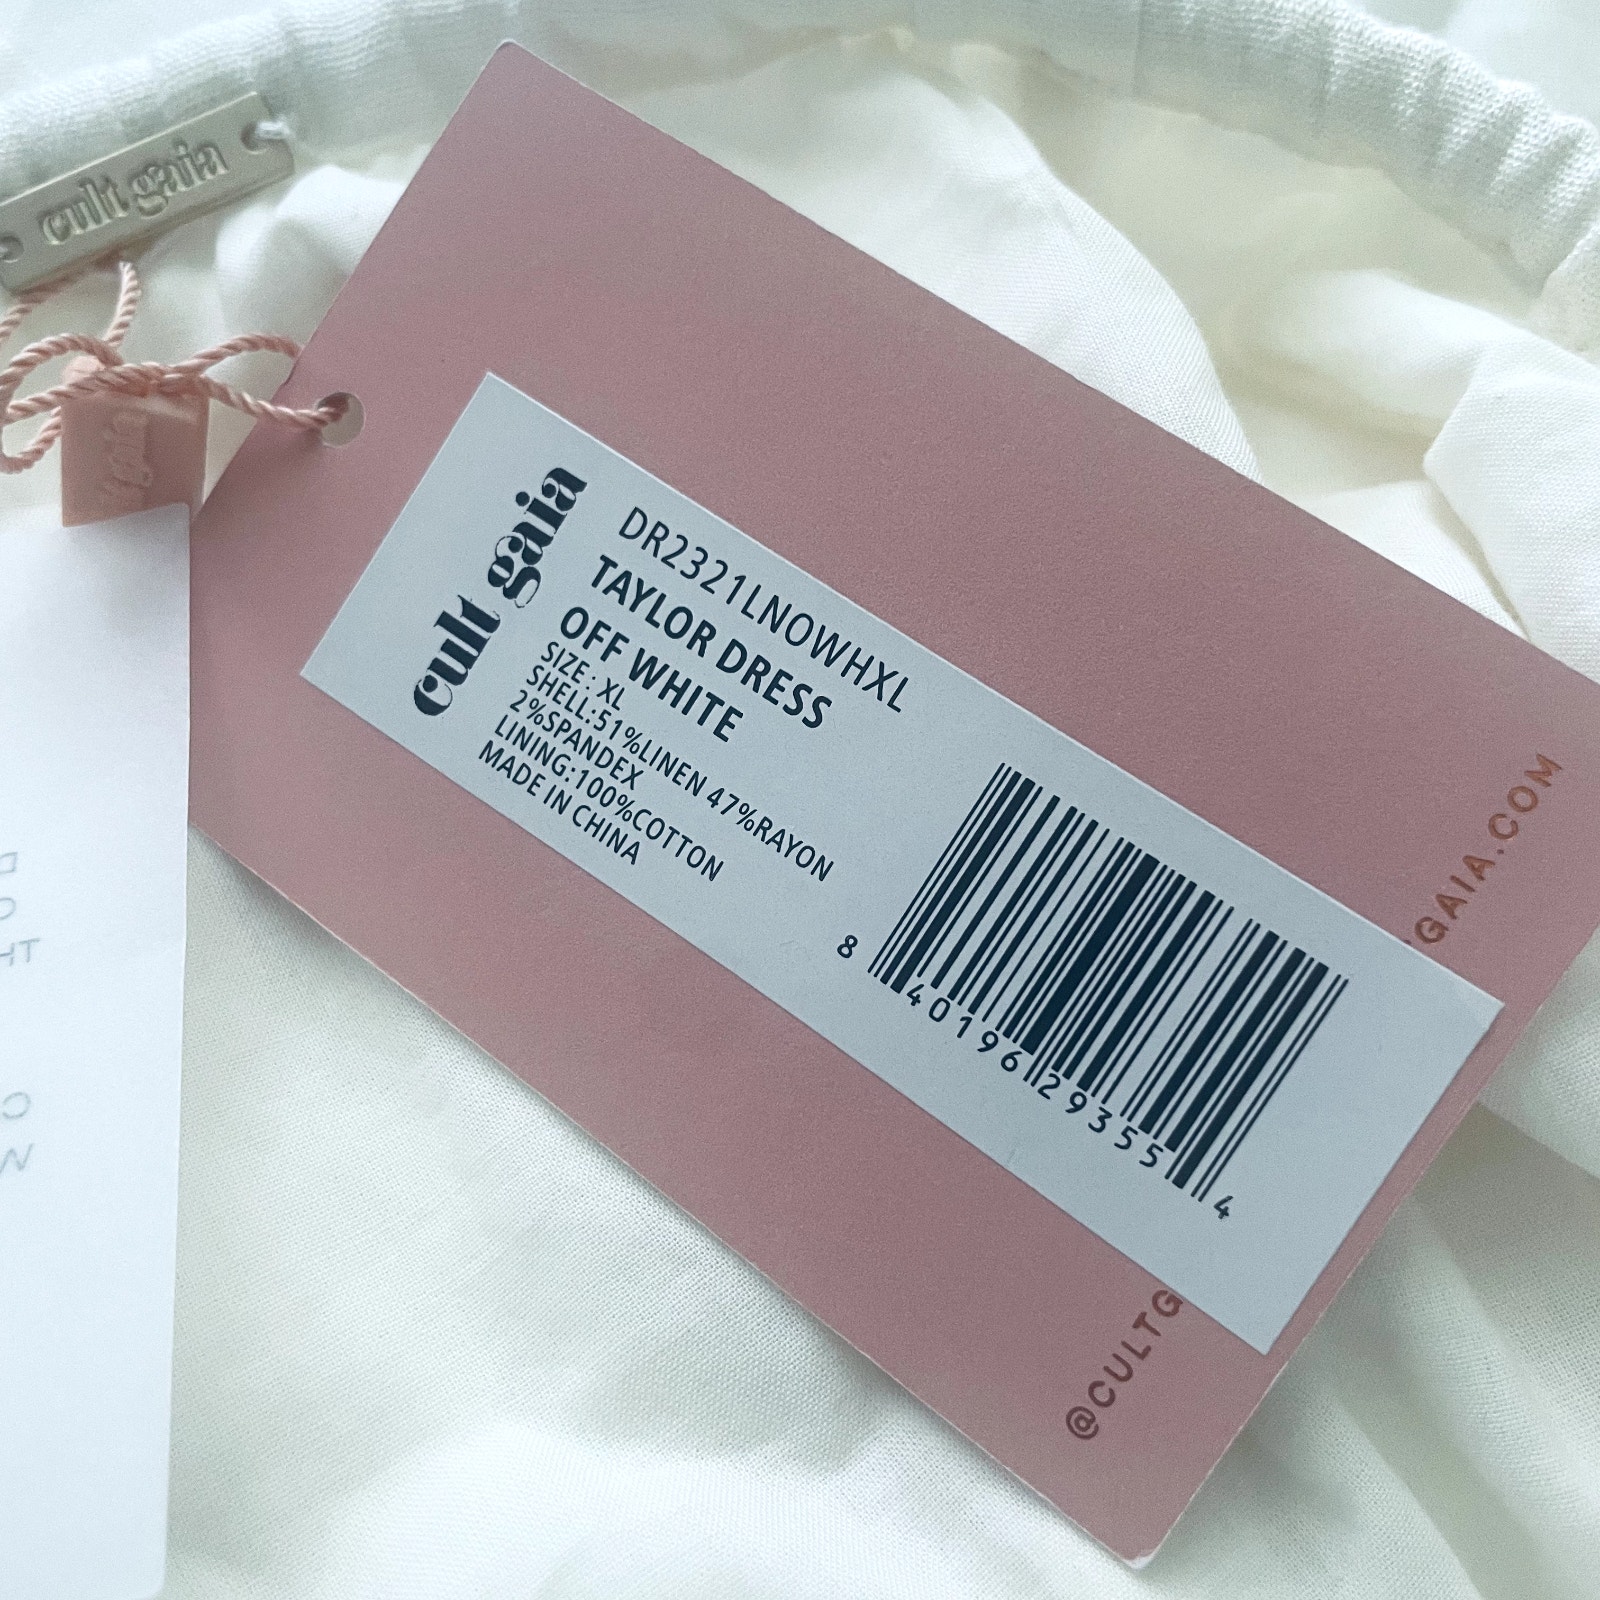 cult gaia
cult gaia
DR2321LNOWHXL
TAYLOR DRESS
OFF WHITE
SIZE: XL
SHELL:51%LINEN 47%RAYON
2%SPANDEX
LINING:100%COTTON
MADE IN CHINA
8 40196 29355 4
GAIA.COM
@CULTG